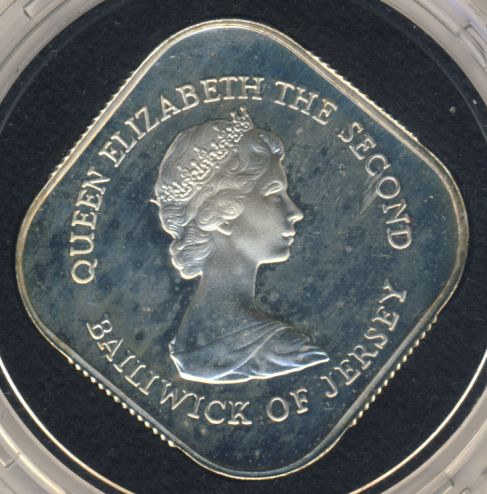 QUEEN ELIZABETH THE SECOND
BAILIWICK OF JERSEY